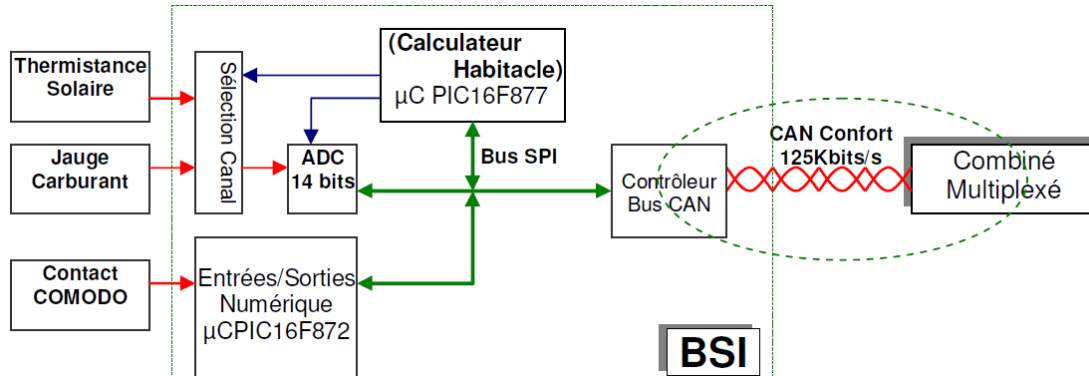 Thermistance
Solaire
Jauge
Carburant
Contact
COMODO
Sélection Canal
ADC
14 bits
(Calculateur
Habitacle)
µC PIC16F877
Bus SPI
Entrées/Sorties
Numérique
µCPIC16F872
Contrôleur
Bus CAN
CAN Confort
125Kbits/s
Combiné
Multiplexé
BSI